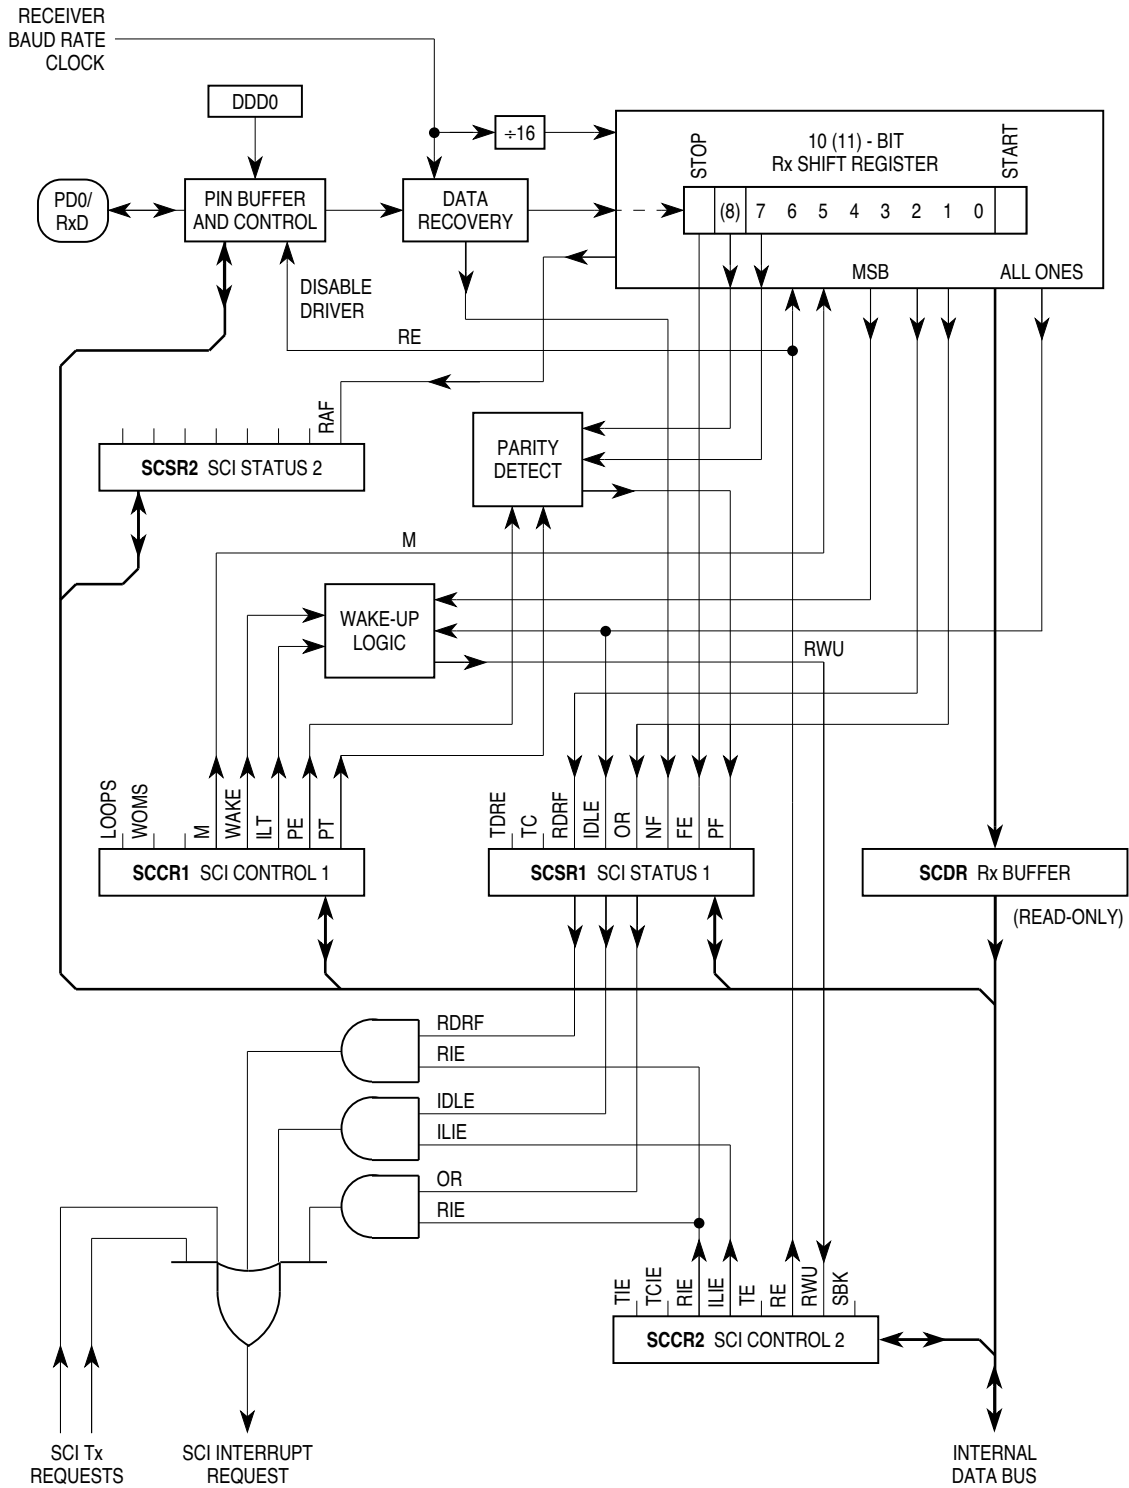 RECEIVER
BAUD RATE
CLOCK
DDD0
÷16
10 (11) - BIT
Rx SHIFT REGISTER
STOP
START
PD0/
RxD
PIN BUFFER
AND CONTROL
DATA
RECOVERY
(8) 7 6 5 4 3 2 1 0
MSB
ALL ONES
DISABLE
DRIVER
RE
RAF
SCSR2 SCI STATUS 2
PARITY
DETECT
M
WAKE-UP
LOGIC
RWU
LOOPS
WOMS
M
WAKE
ILT
PE
PT
SCCR1 SCI CONTROL 1
TDRE
TC
RDRF
IDLE
OR
NF
FE
PF
SCSR1 SCI STATUS 1
SCDR Rx BUFFER
(READ-ONLY)
RDRF
RIE
IDLE
ILIE
OR
RIE
TIE
TCIE
RIE
ILIE
TE
RE
RWU
SBK
SCCR2 SCI CONTROL 2
SCI Tx
REQUESTS
SCI INTERRUPT
REQUEST
INTERNAL
DATA BUS